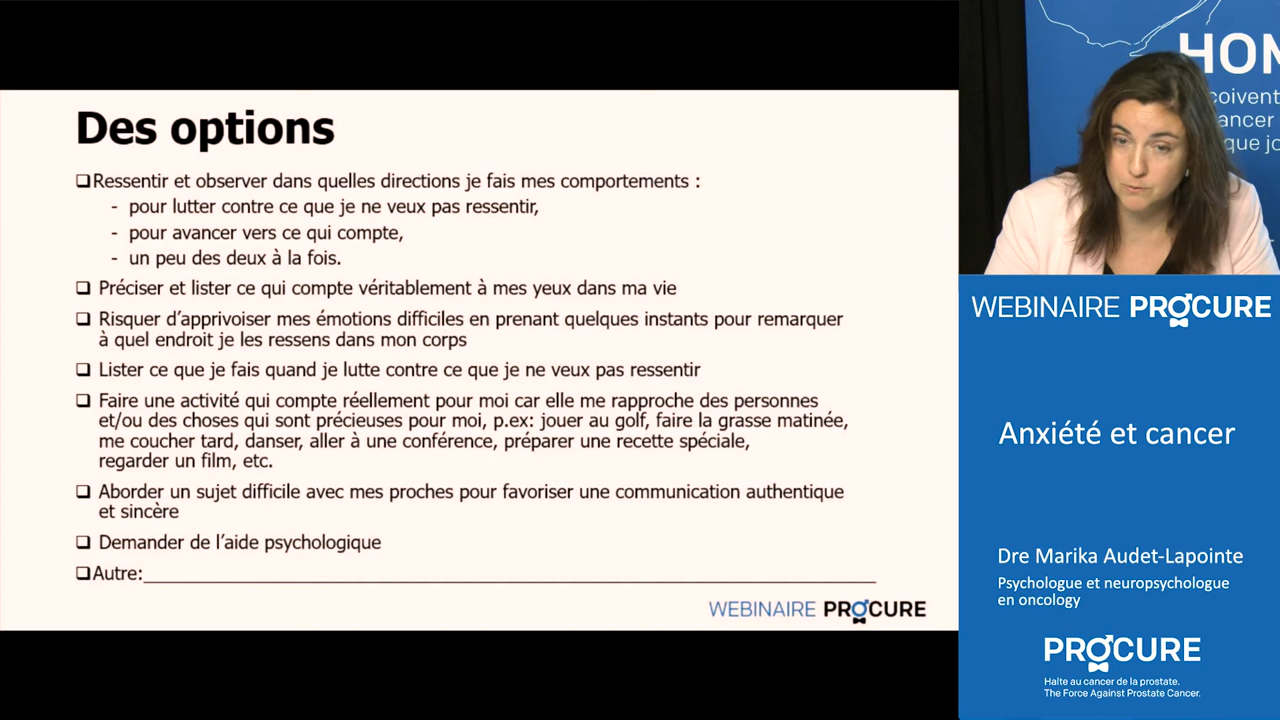 Des options
❑Ressentir et observer dans quelles directions je fais mes comportements :
- pour lutter contre ce que je ne veux pas ressentir,
- pour avancer vers ce qui compte,
- un peu des deux à la fois.
❑ Préciser et lister ce qui compte véritablement à mes yeux dans ma vie
❑ Risquer d'apprivoiser mes émotions difficiles en prenant quelques instants pour remarquer
à quel endroit je les ressens dans mon corps
❑ Lister ce que je fais quand je lutte contre ce que je ne veux pas ressentir
❑ Faire une activité qui compte réellement pour moi car elle me rapproche des personnes
et/ou des choses qui sont précieuses pour moi, p.ex: jouer au golf, faire la grasse matinée,
me coucher tard, danser, aller à une conférence, préparer une recette spéciale,
regarder un film, etc.
❑ Aborder un sujet difficile avec mes proches pour favoriser une communication authentique
et sincère
❑ Demander de l'aide psychologique
❑Autre:
WEBINAIRE PROCURE
HOM
coivent
ancer
que jo
WEBINAIRE PROCURE
Anxiété et cancer
Dre Marika Audet-Lapointe
Psychologue et neuropsychologue
en oncology
PROCURE
Halte au cancer de la prostate.
The Force Against Prostate Cancer.